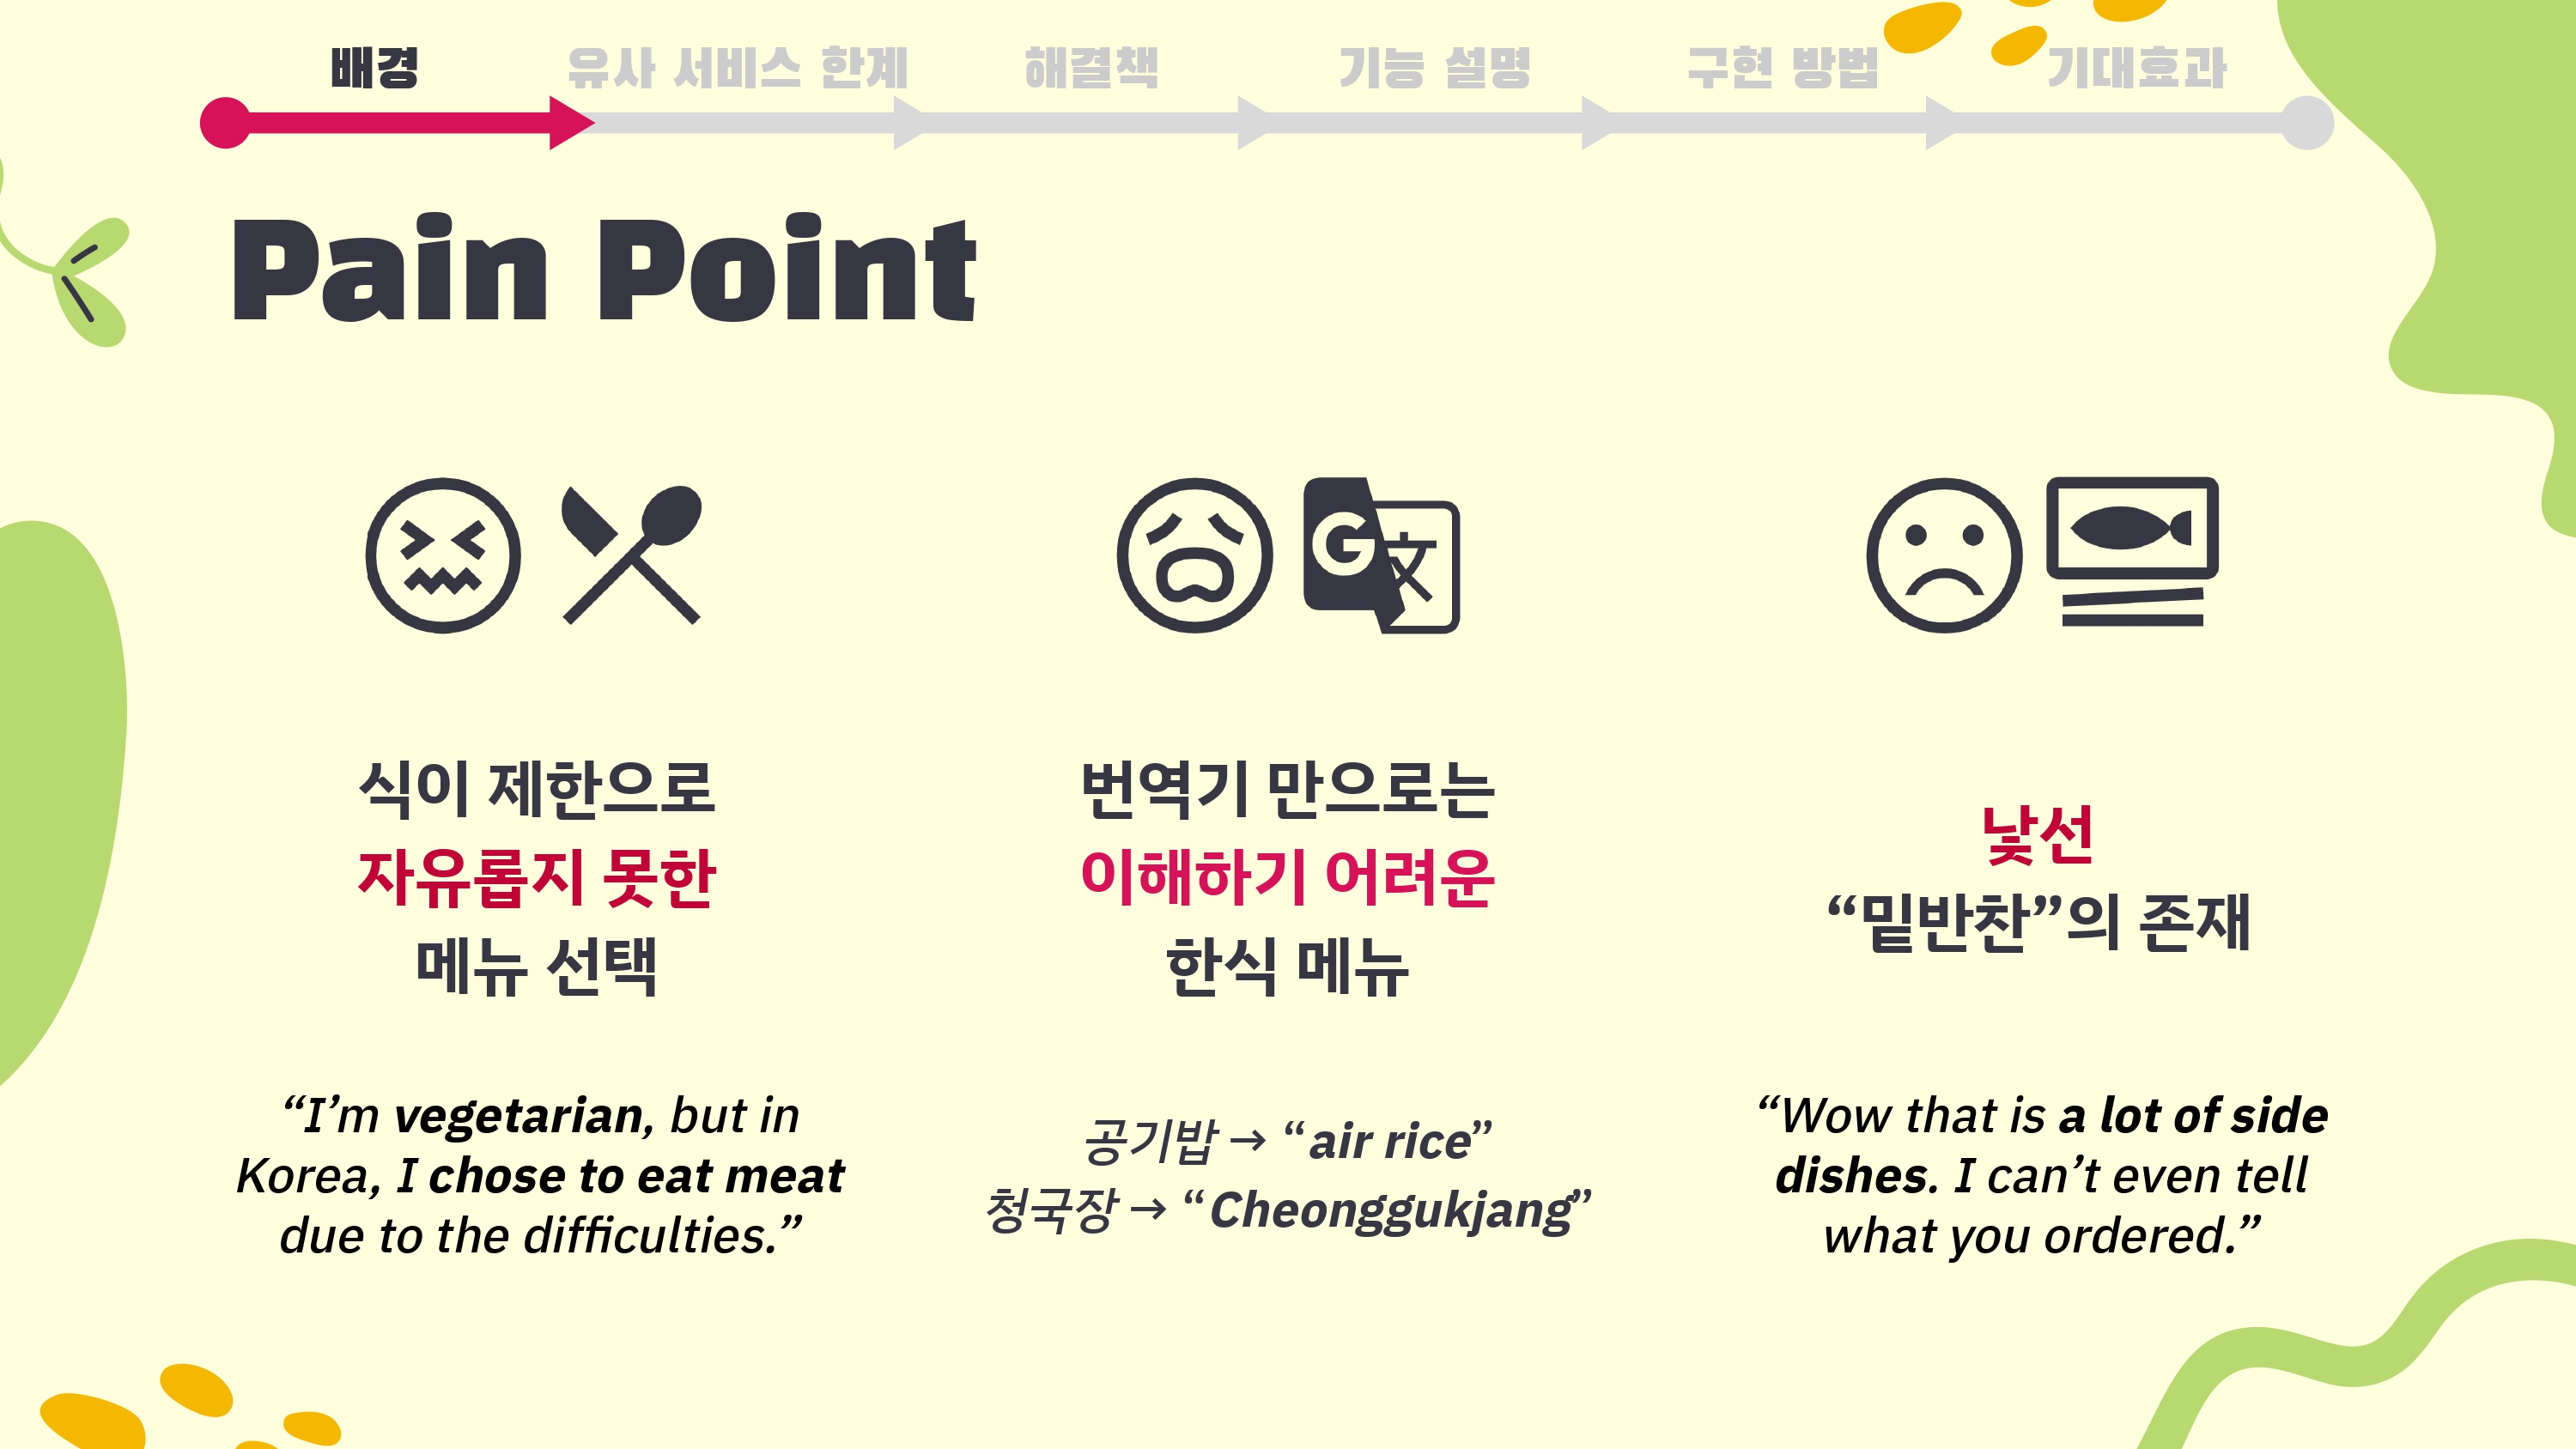 배경 유사 서비스 한계 해결책 기능 설명 구현 방법 기대효과
Pain Point
G 文
식이 제한으로
자유롭지 못한
메뉴 선택
“I’m vegetarian, but in
Korea, I chose to eat meat
due to the difficulties.”
번역기 만으로는
이해하기 어려운
한식 메뉴
공기밥 → “air rice”
청국장 → “Cheonggukjang”
낯선
“밑반찬”의 존재
“Wow that is a lot of side
dishes. I can’t even tell
what you ordered.”